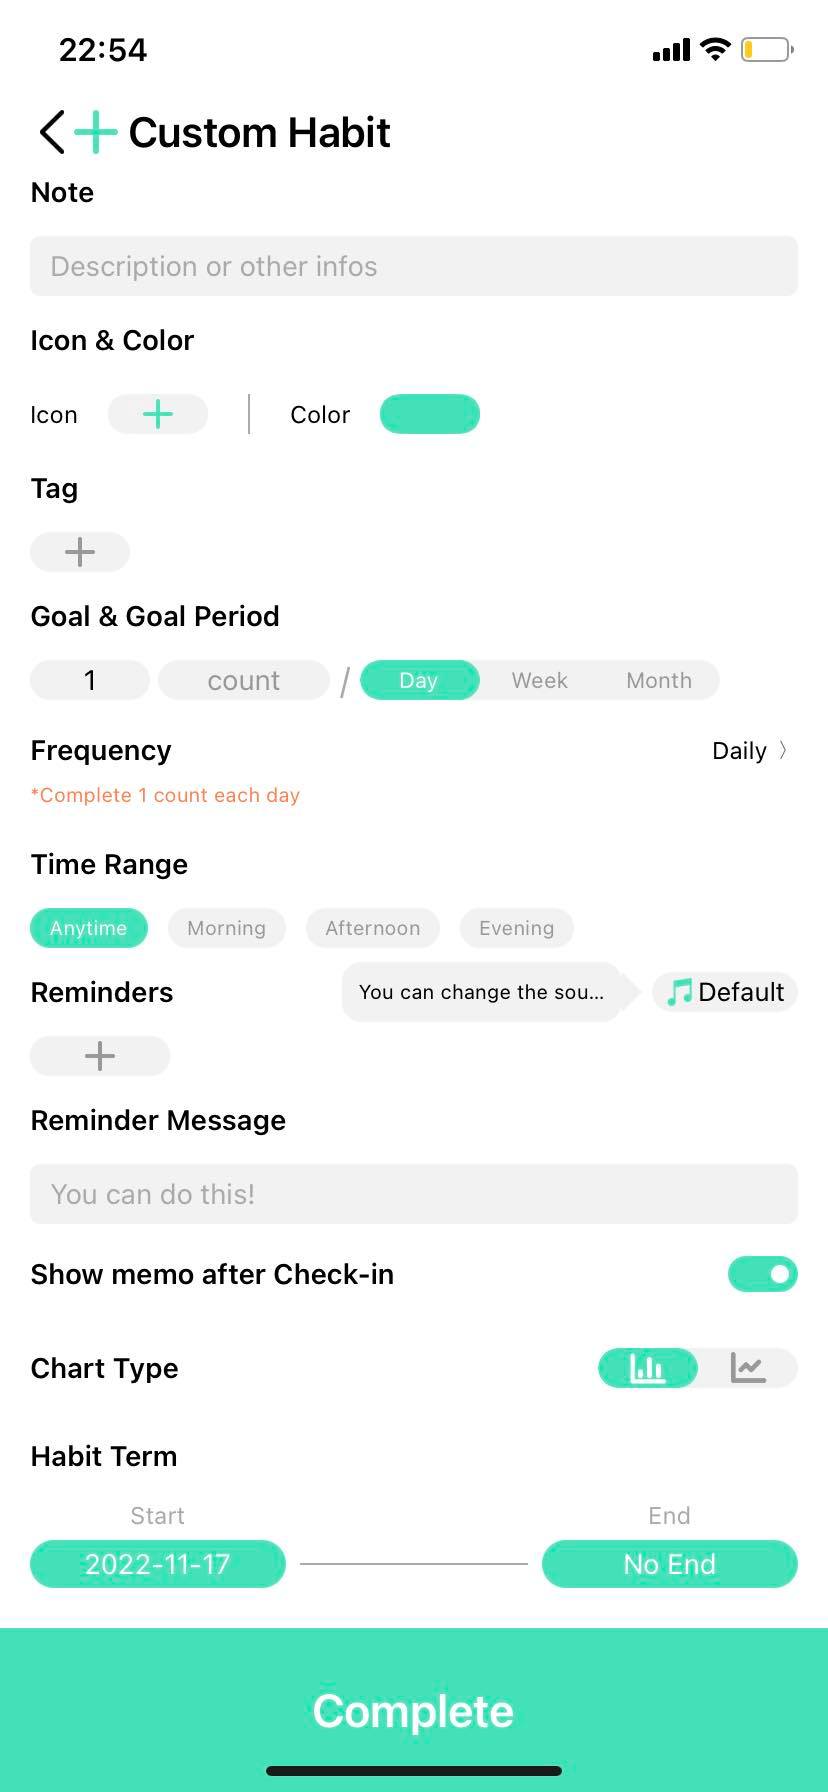 22:54
Custom Habit
Note
Description or other infos
Icon & Color
Icon Color
Tag
Goal & Goal Period
1 count / Day Week Month
Frequency Daily
*Complete 1 count each day
Time Range
Anytime Morning Afternoon Evening
Reminders You can change the sou... Default
Reminder Message
You can do this!
Show memo after Check-in
Chart Type
Habit Term
Start End
2022-11-17 No End
Complete